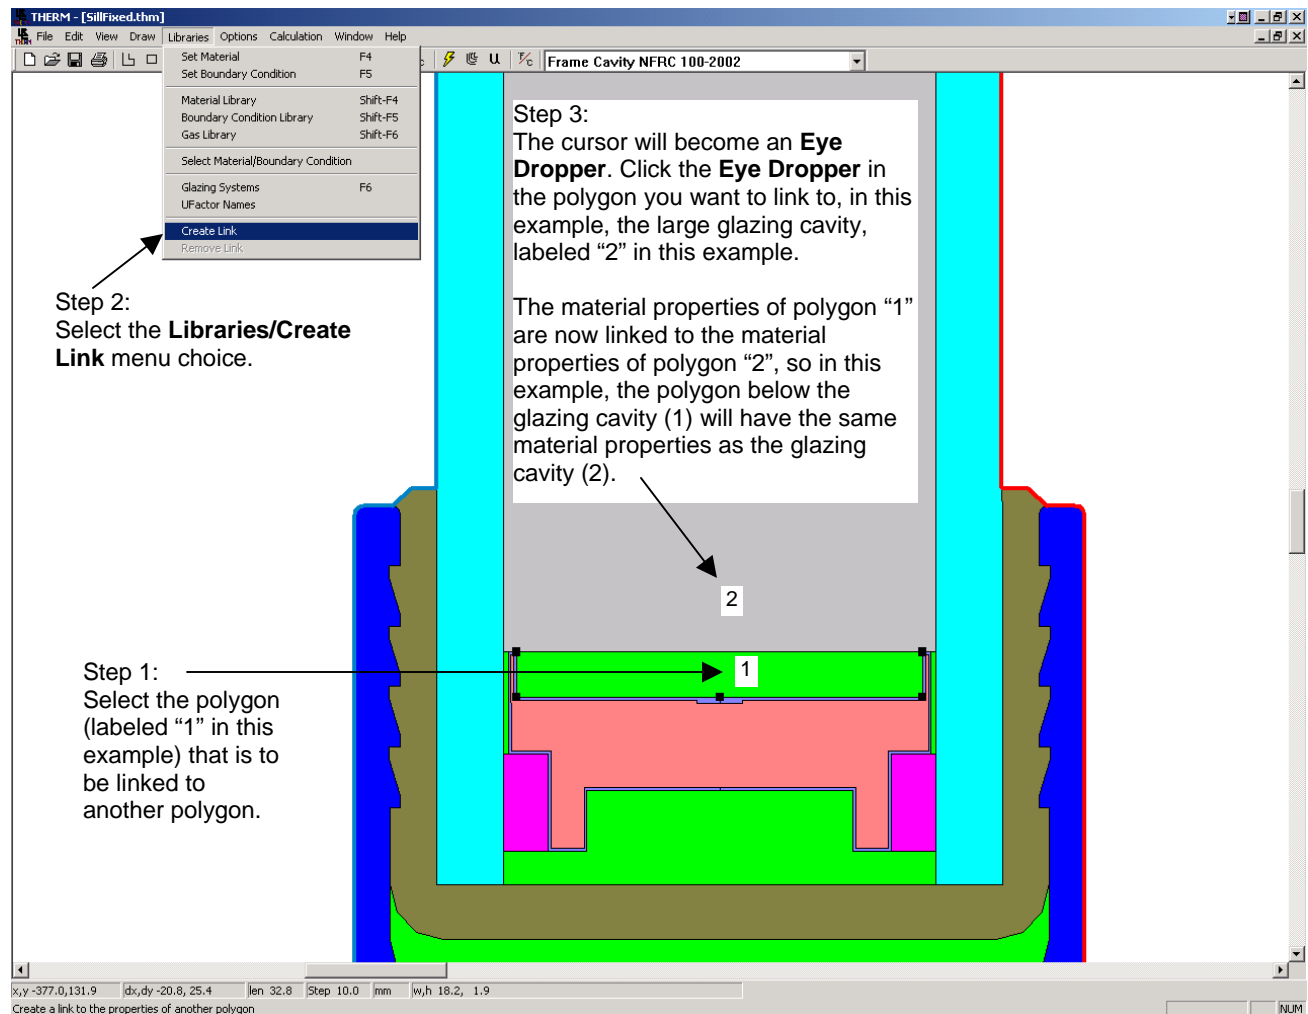 THERM - [SillFixed.thm]
File Edit View Draw Libraries Options Calculation Window Help
Frame Cavity NFRC 100-2002
Set Material F4
Set Boundary Condition F5
Material Library Shift-F4
Boundary Condition Library Shift-F5
Gas Library Shift-F6
Select Material/Boundary Condition
Glazing Systems F6
UFactor Names
Create Link
Remove Link
Step 2:
Select the Libraries/Create
Link menu choice.
Step 3:
The cursor will become an Eye
Dropper. Click the Eye Dropper in
the polygon you want to link to, in this
example, the large glazing cavity,
labeled “2” in this example.
The material properties of polygon “1”
are now linked to the material
properties of polygon “2”, so in this
example, the polygon below the
glazing cavity (1) will have the same
material properties as the glazing
cavity (2).
2
1
Step 1:
Select the polygon
(labeled “1” in this
example) that is to
be linked to
another polygon.
x,y -377.0,131.9 dx,dy -20.8, 25.4 len 32.8 Step 10.0 mm w,h 18.2, 1.9
Create a link to the properties of another polygon NUM